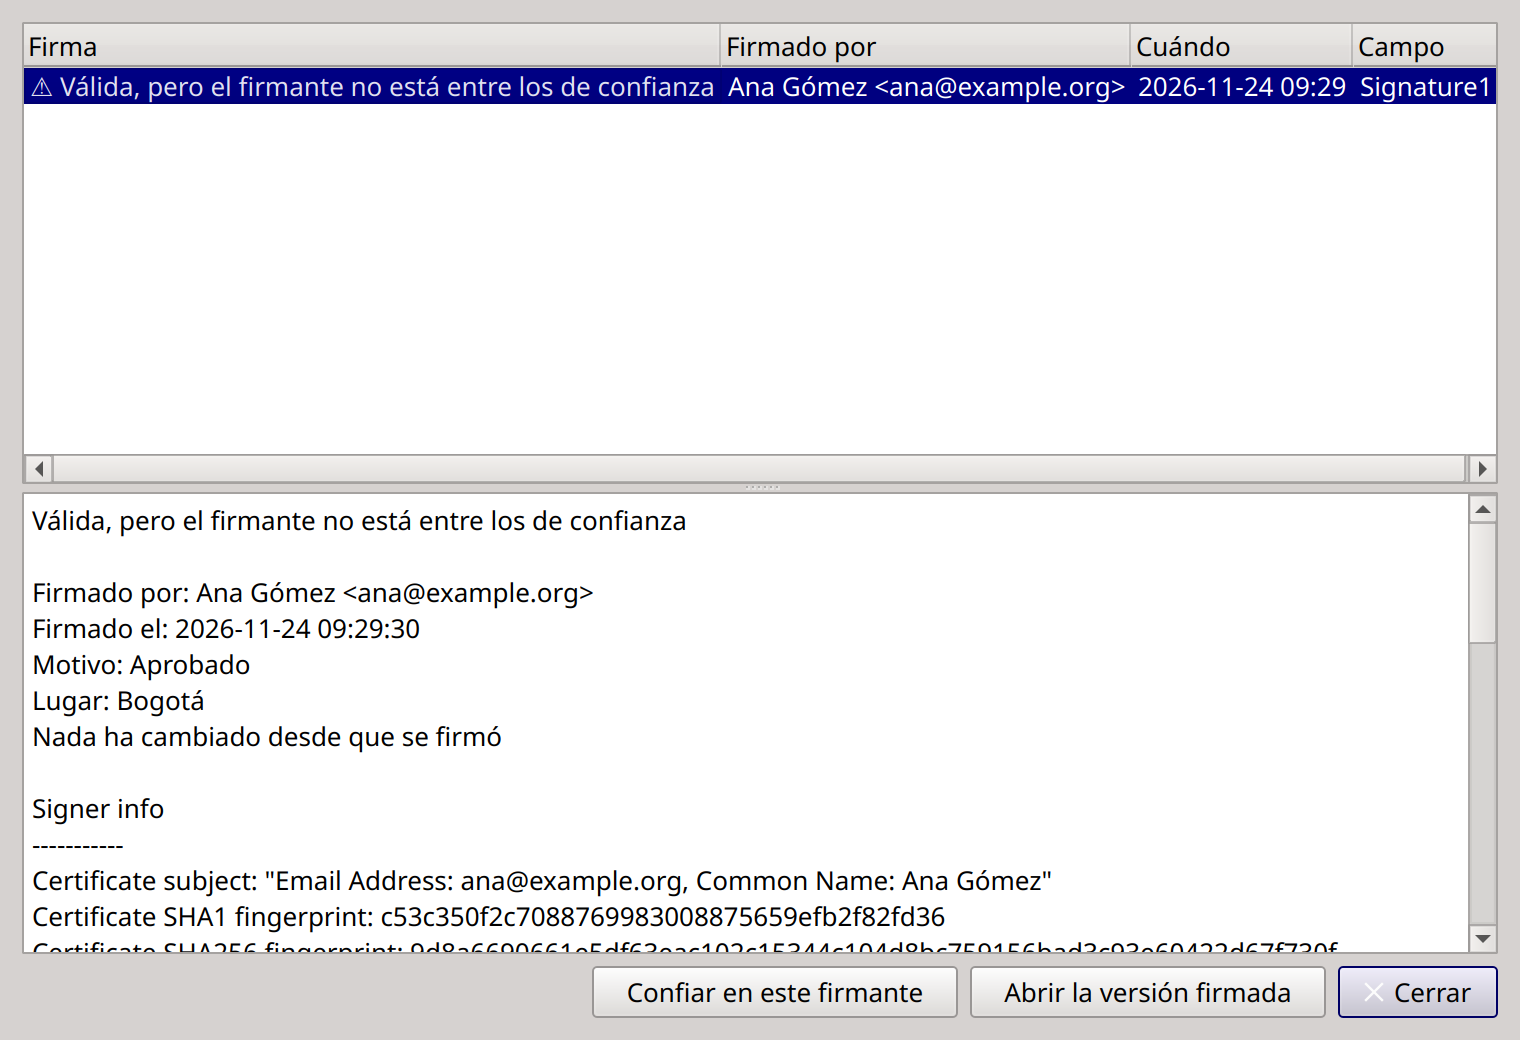 Firma Firmado por Cuándo Campo
⚠ Válida, pero el firmante no está entre los de confianza Ana Gómez <ana@example.org> 2026-11-24 09:29 Signature1
Válida, pero el firmante no está entre los de confianza
Firmado por: Ana Gómez <ana@example.org>
Firmado el: 2026-11-24 09:29:30
Motivo: Aprobado
Lugar: Bogotá
Nada ha cambiado desde que se firmó
Signer info
-----------
Certificate subject: "Email Address: ana@example.org, Common Name: Ana Gómez"
Certificate SHA1 fingerprint: c53c350f2c7088769983008875659efb2f82fd36
Certificate SHA256 fingerprint:
Confiar en este firmante Abrir la versión firmada Cerrar